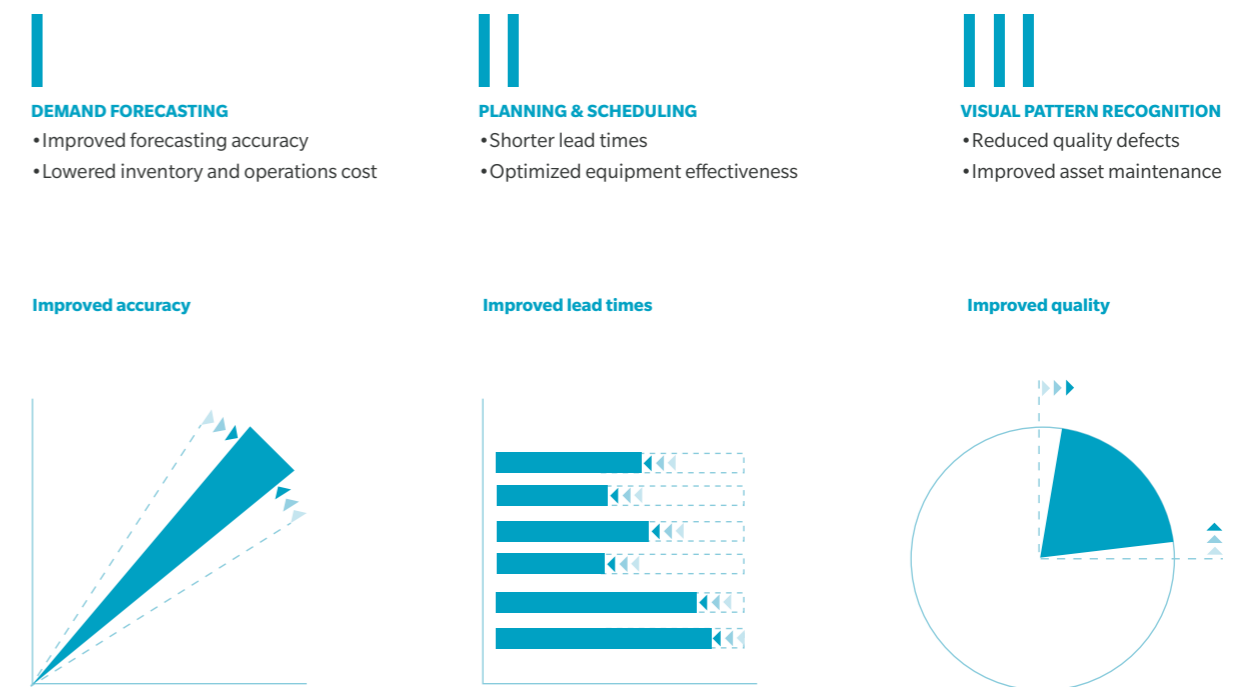 DEMAND FORECASTING
•Improved forecasting accuracy
•Lowered inventory and operations cost
PLANNING & SCHEDULING
•Shorter lead times
•Optimized equipment effectiveness
VISUAL PATTERN RECOGNITION
•Reduced quality defects
•Improved asset maintenance
Improved accuracy
Improved lead times
Improved quality